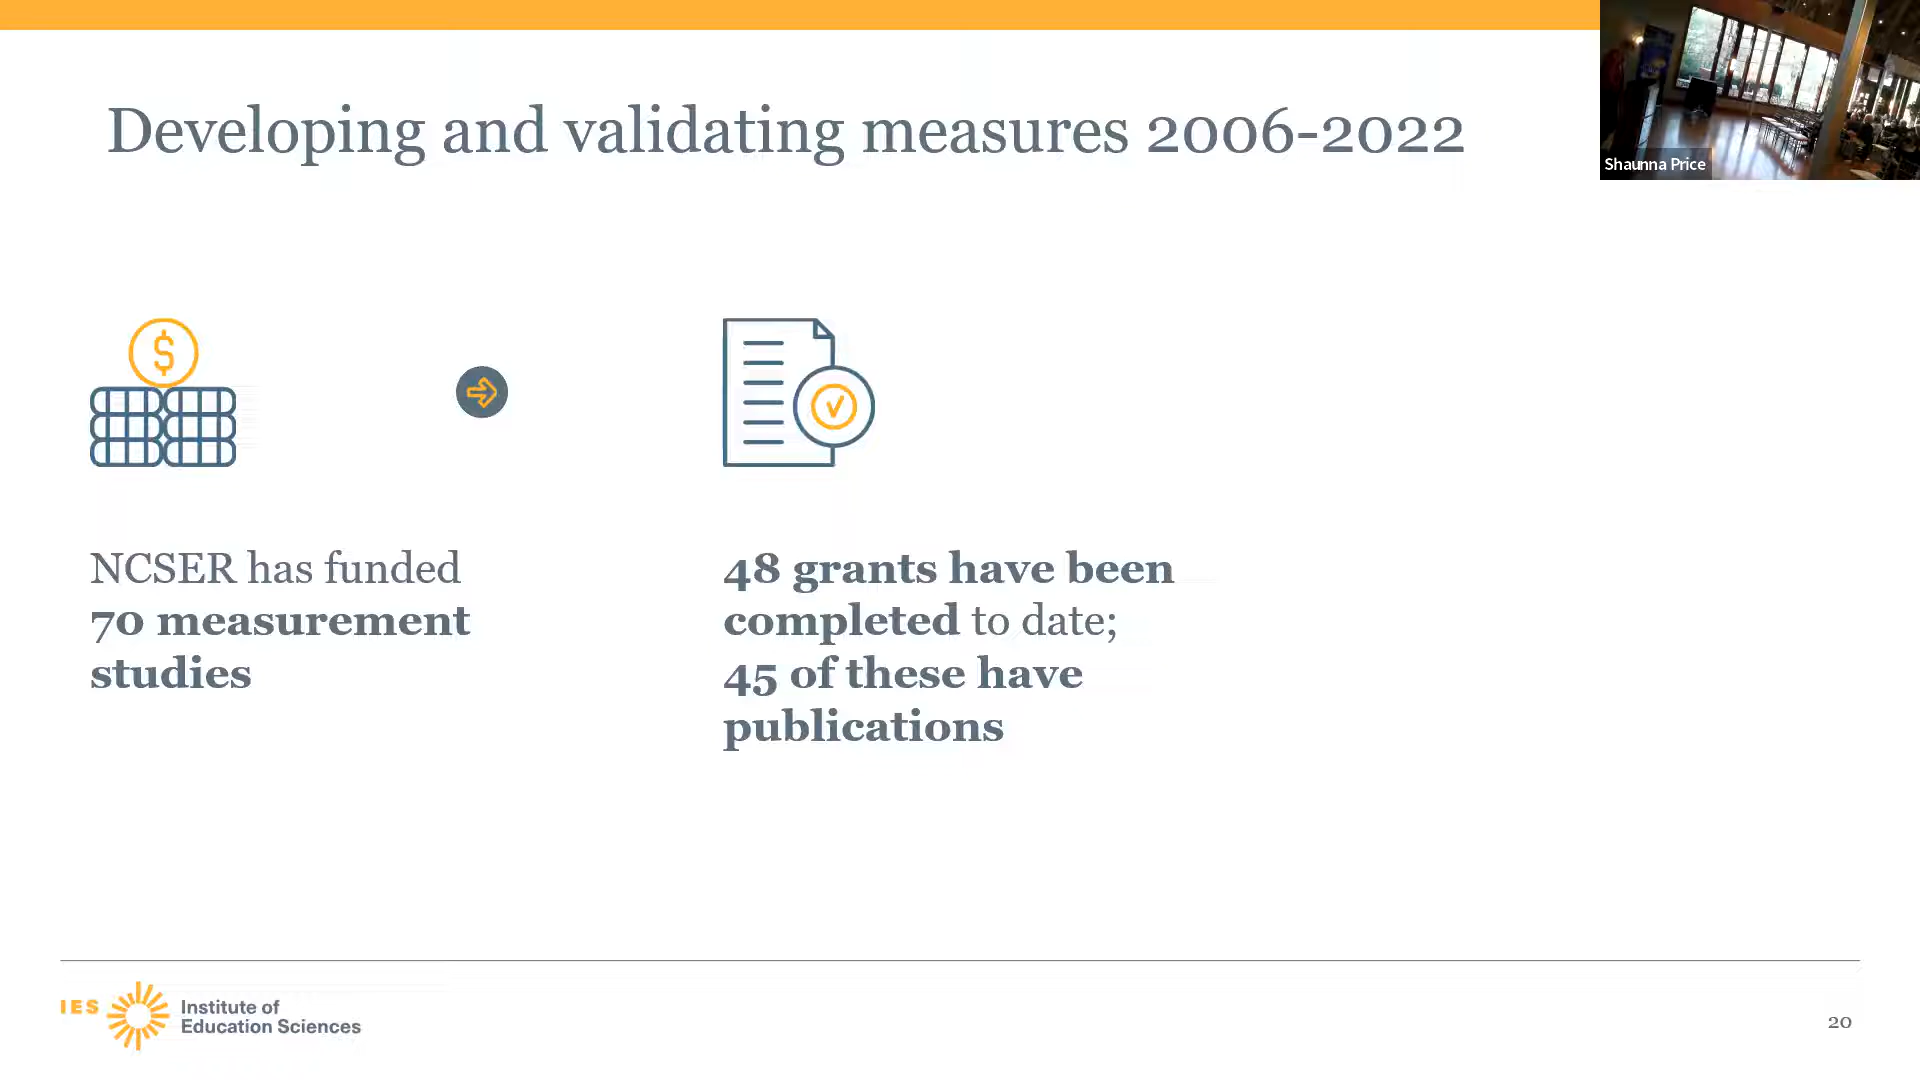 Developing and validating measures 2006-2022
Shaunna Price
$
NCSER has funded
70 measurement
studies
48 grants have been
completed to date;
45 of these have
publications
IES
Institute of
Education Sciences
20